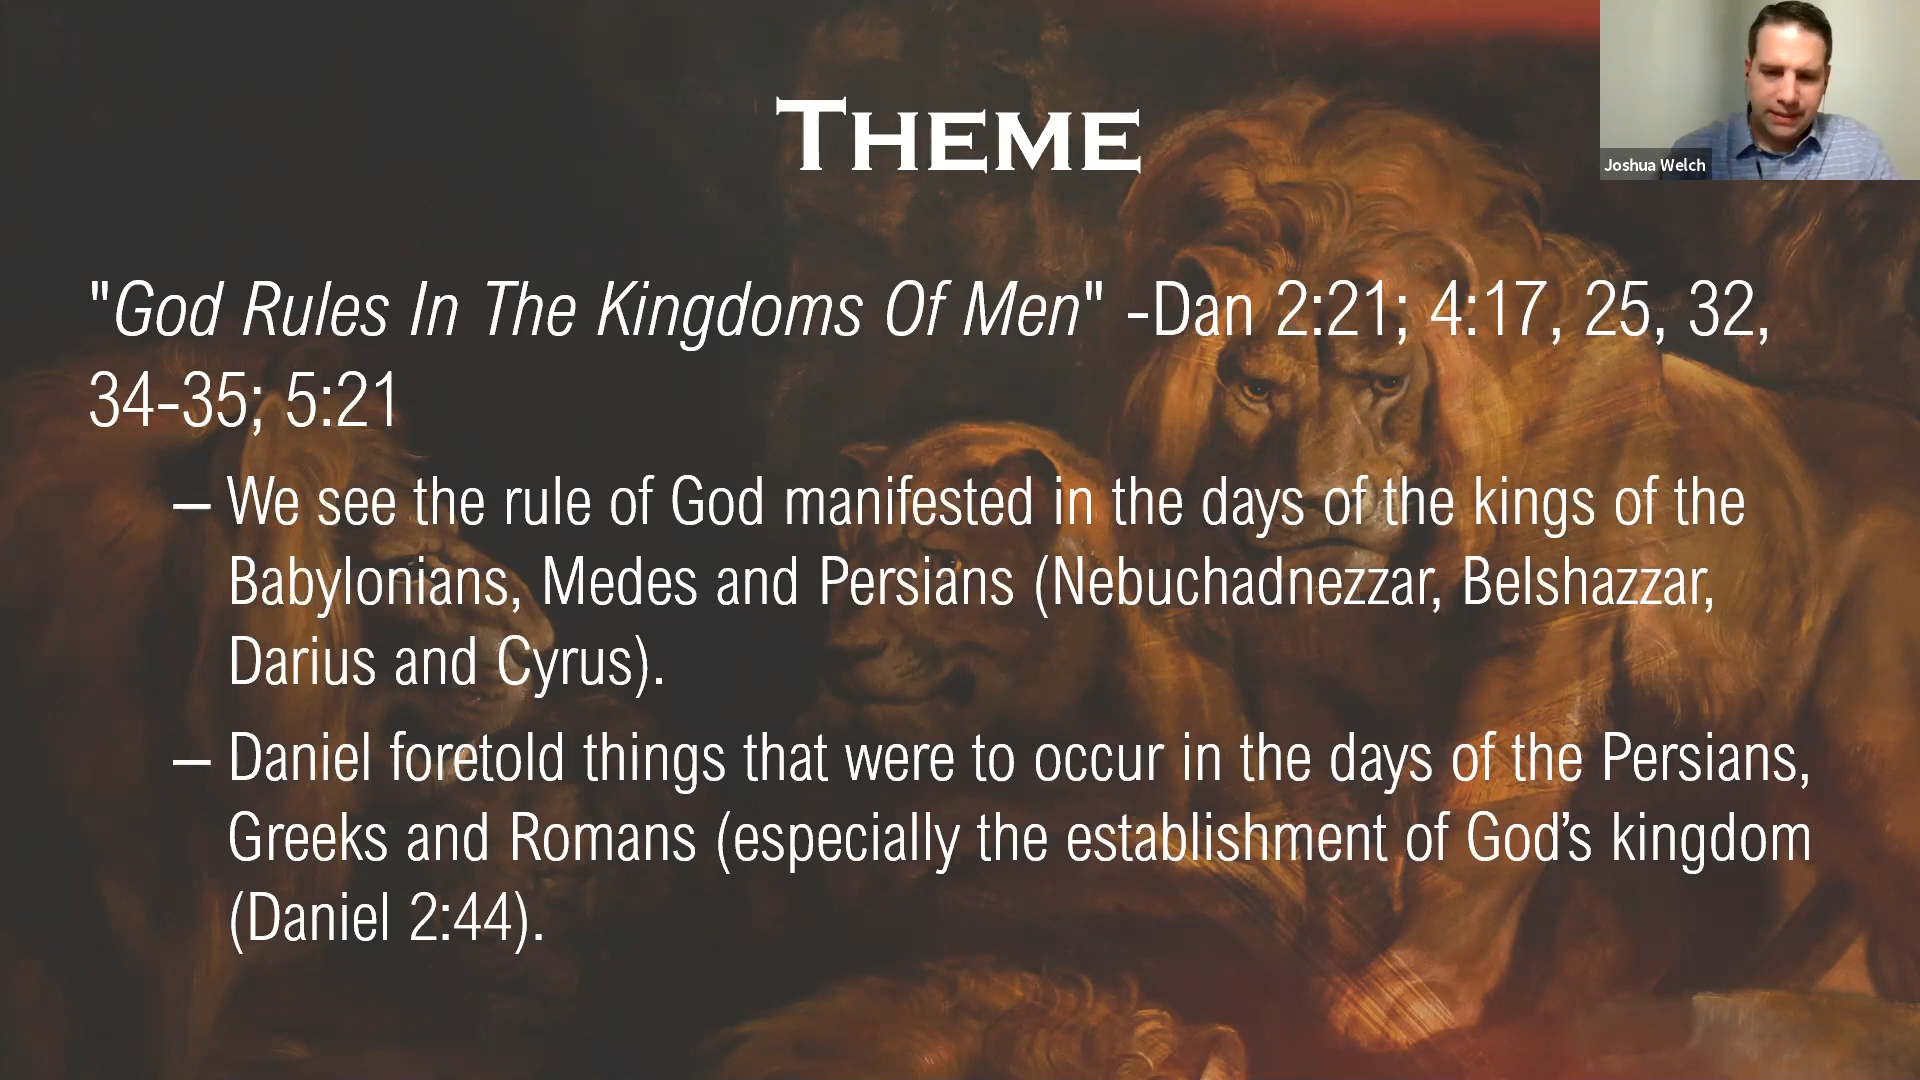 THEME
Joshua Welch
"God Rules In The Kingdoms Of Men" -Dan 2:21; 4:17, 25, 32,
34-35; 5:21
– We see the rule of God manifested in the days of the kings of the
Babylonians, Medes and Persians (Nebuchadnezzar, Belshazzar,
Darius and Cyrus).
– Daniel foretold things that were to occur in the days of the Persians,
Greeks and Romans (especially the establishment of God’s kingdom
(Daniel 2:44).